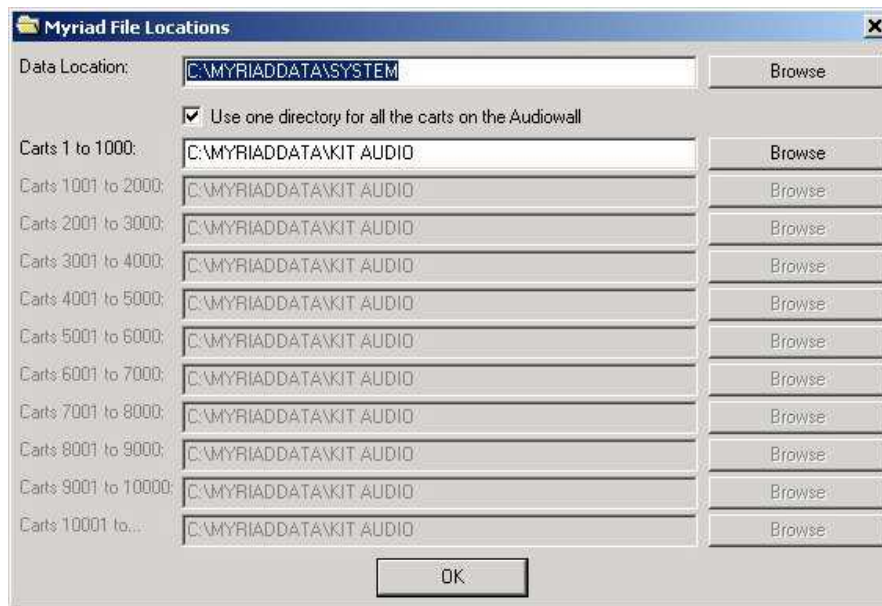 Myriad File Locations
Data Location: C:\MYRIADDATA\SYSTEM Browse
Use one directory for all the carts on the Audiowall
Carts 1 to 1000: C:\MYRIADDATA\KIT AUDIO Browse
Carts 1001 to 2000: C:\MYRIADDATA\KIT AUDIO Browse
Carts 2001 to 3000: C:\MYRIADDATA\KIT AUDIO Browse
Carts 3001 to 4000: C:\MYRIADDATA\KIT AUDIO Browse
Carts 4001 to 5000: C:\MYRIADDATA\KIT AUDIO Browse
Carts 5001 to 6000: C:\MYRIADDATA\KIT AUDIO Browse
Carts 6001 to 7000: C:\MYRIADDATA\KIT AUDIO Browse
Carts 7001 to 8000: C:\MYRIADDATA\KIT AUDIO Browse
Carts 8001 to 9000: C:\MYRIADDATA\KIT AUDIO Browse
Carts 9001 to 10000: C:\MYRIADDATA\KIT AUDIO Browse
Carts 10001 to... C:\MYRIADDATA\KIT AUDIO Browse
OK